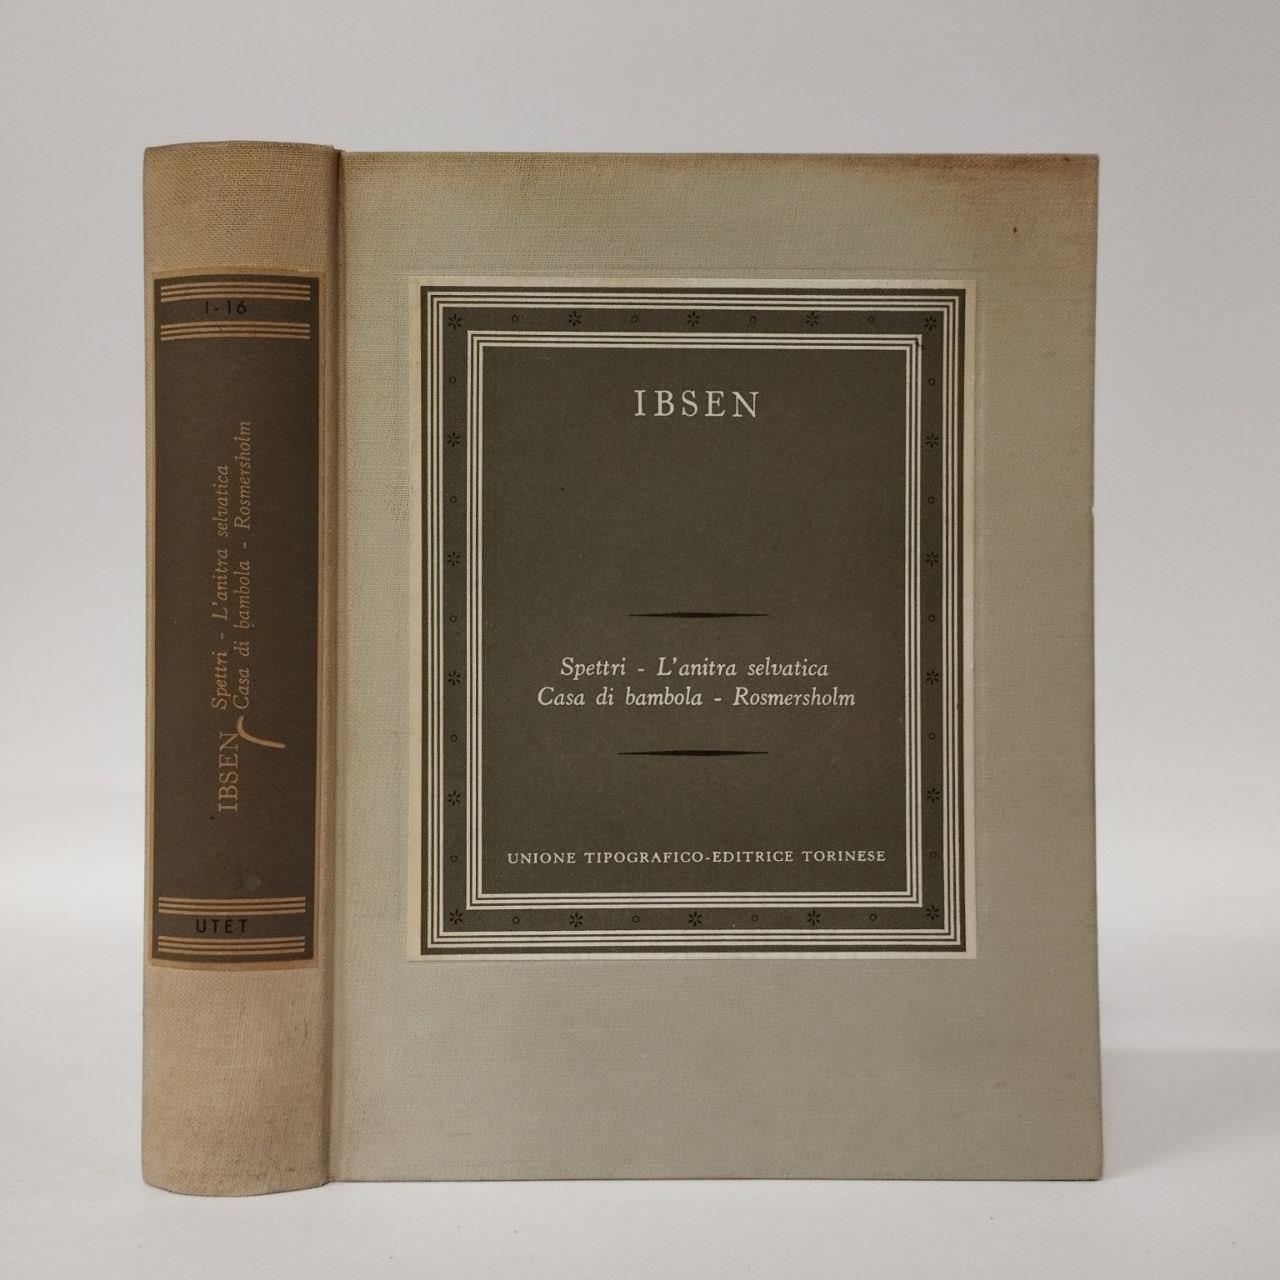 I-16
IBSEN
Spettri - L'anitra selvatica
Casa di bambola - Rosmersholm
UTET
IBSEN
Spettri - L'anitra selvatica
Casa di bambola - Rosmersholm
UNIONE TIPOGRAFICO-EDITRICE TORINESE